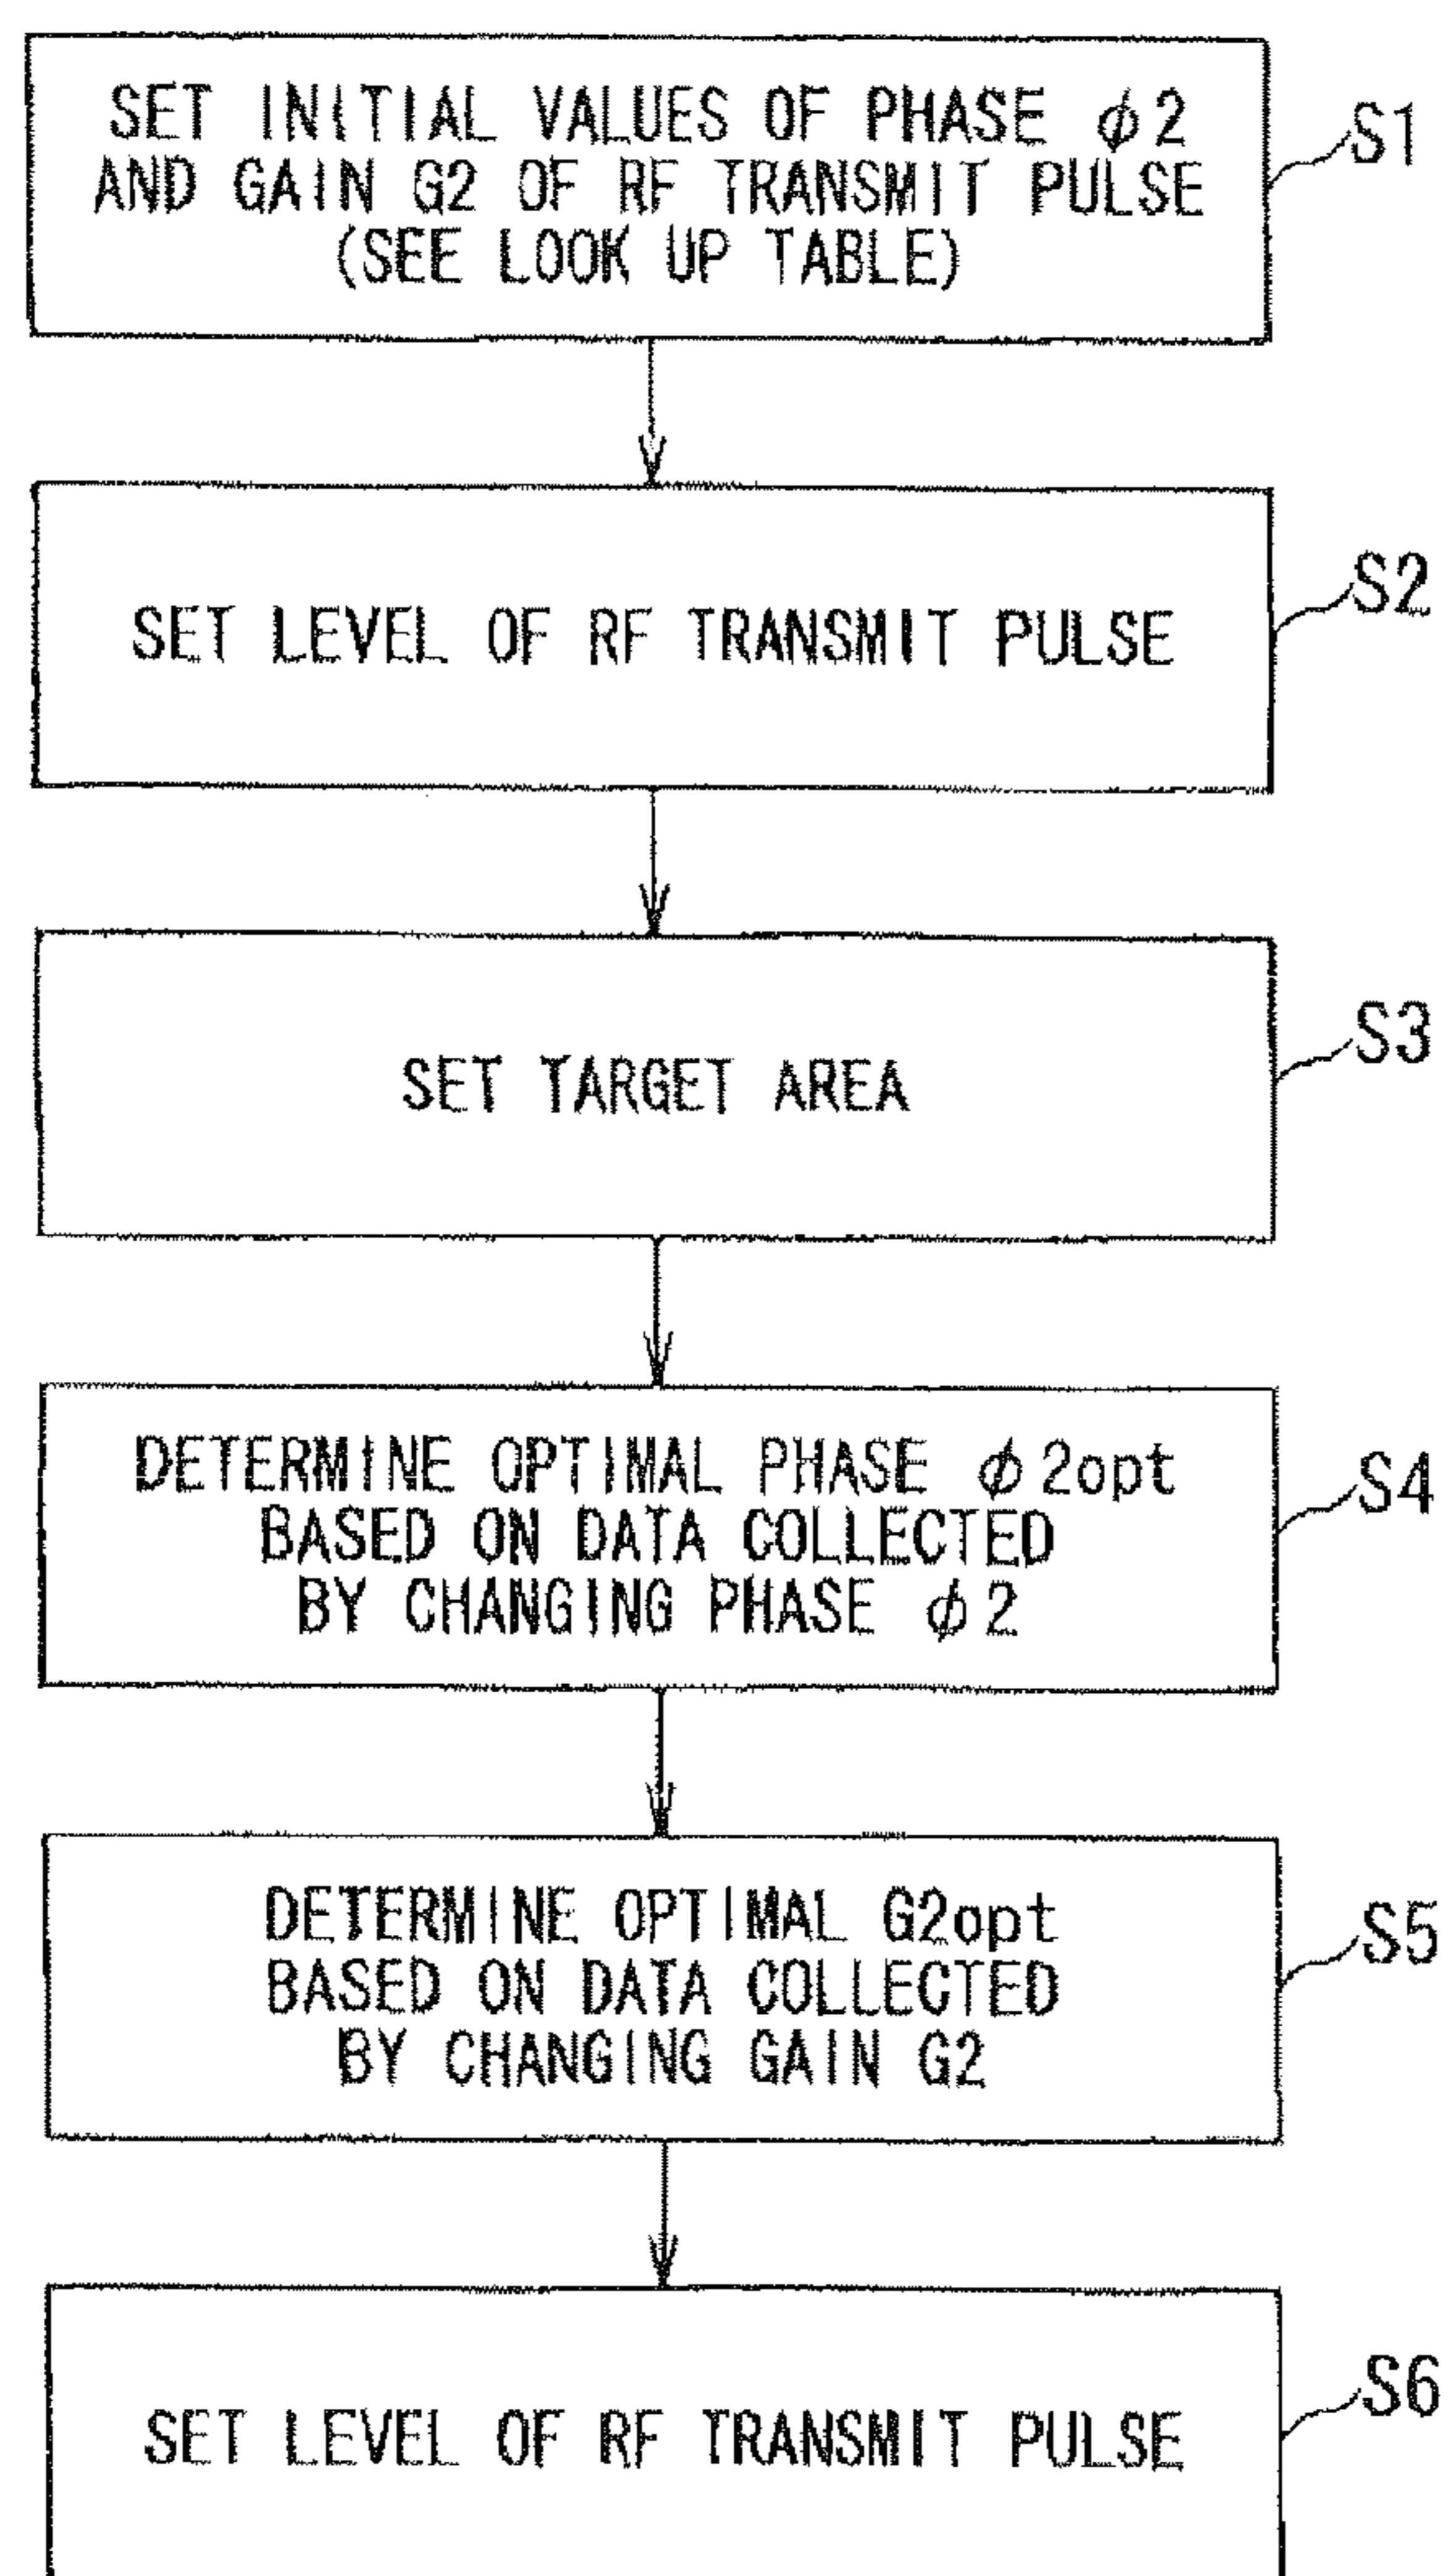 SET INITIAL VALUES OF PHASE φ2
AND GAIN G2 OF RF TRANSMIT PULSE
(SEE LOOK UP TABLE)
S1
SET LEVEL OF RF TRANSMIT PULSE
S2
SET TARGET AREA
S3
DETERMINE OPTIMAL PHASE φ2opt
BASED ON DATA COLLECTED
BY CHANGING PHASE φ2
S4
DETERMINE OPTIMAL G2opt
BASED ON DATA COLLECTED
BY CHANGING GAIN G2
S5
SET LEVEL OF RF TRANSMIT PULSE
S6